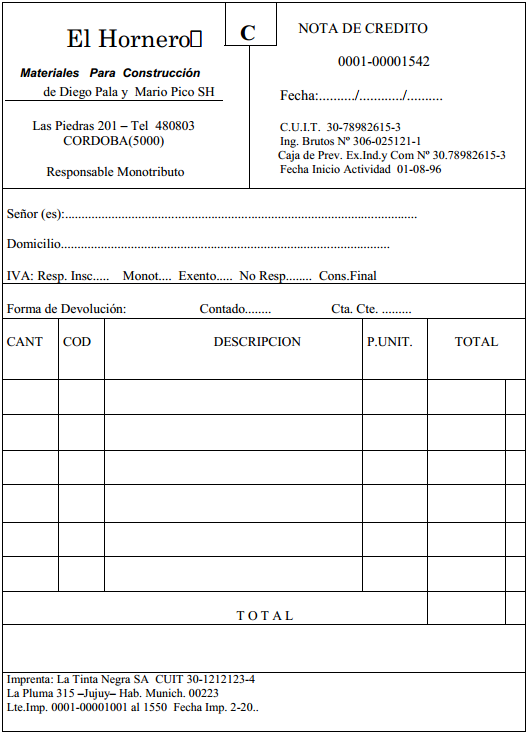 El Hornero
C
NOTA DE CREDITO
0001-00001542
Materiales Para Construcción
de Diego Pala y Mario Pico SH
Fecha:........../............/..........
Las Piedras 201 – Tel 480803
CORDOBA(5000)
Responsable Monotributo
C.U.I.T. 30-78982615-3
Ing. Brutos Nº 306-025121-1
Caja de Prev. Ex.Ind.y Com Nº 30.78982615-3
Fecha Inicio Actividad 01-08-96
Señor (es):..........................................................................................................
Domicilio...................................................................................................
IVA: Resp. Insc..... Monot.... Exento..... No Resp........ Cons.Final
Forma de Devolución: Contado........ Cta. Cte. .........
CANT COD DESCRIPCION P.UNIT. TOTAL
T O T A L
Imprenta: La Tinta Negra SA CUIT 30-1212123-4
La Pluma 315 –Jujuy– Hab. Munich. 00223
Lte.Imp. 0001-00001001 al 1550 Fecha Imp. 2-20..